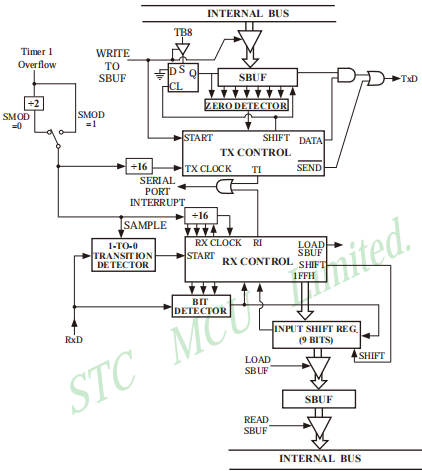 INTERNAL BUS
TB8
Timer 1
Overflow
WRITE
TO
SBUF
D S Q
CL
SBUF
TxD
÷2
SMOD
=0
SMOD
=1
ZERO DETECTOR
START
SHIFT
DATA
TX CONTROL
÷16
TX CLOCK
TI
SEND
SERIAL
PORT
INTERRUPT
÷16
SAMPLE
1-TO-0
TRANSITION
DETECTOR
RX CLOCK
RI
START
RX CONTROL
LOAD
SBUF
SHIFT
1FFH
BIT
DETECTOR
RxD
INPUT SHIFT REG.
(9 BITS)
SHIFT
LOAD
SBUF
SBUF
READ
SBUF
INTERNAL BUS
STC MCU Limited.